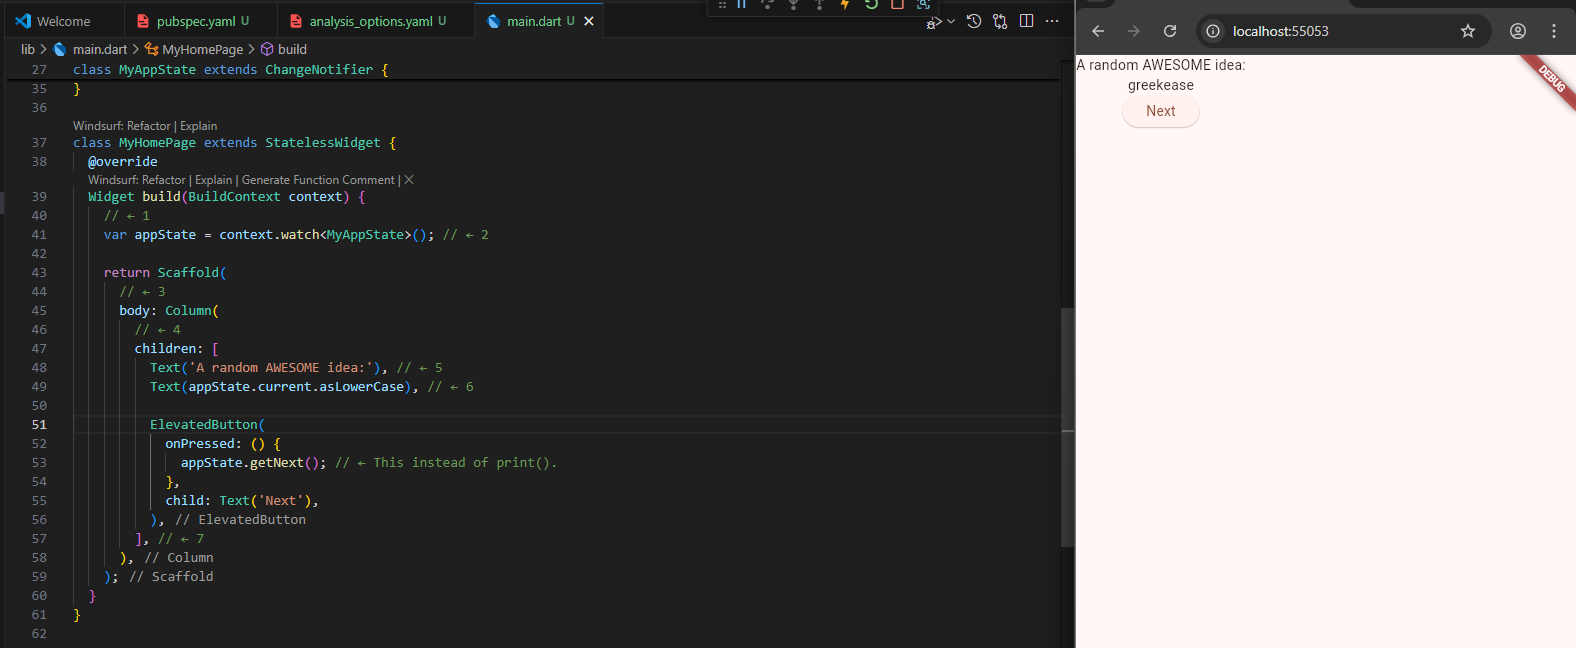 Welcome
pubspec.yaml U
analysis_options.yaml U
main.dart U
lib > main.dart > MyHomePage > build
27 class MyAppState extends ChangeNotifier {
35 }
36
Windsurf: Refactor | Explain
37 class MyHomePage extends StatelessWidget {
38 @override
Windsurf: Refactor | Explain | Generate Function Comment | ×
39 Widget build(BuildContext context) {
40 // ← 1
41 var appState = context.watch<MyAppState>(); // ← 2
42
43 return Scaffold(
44 // ← 3
45 body: Column(
46 // ← 4
47 children: [
48 Text('A random AWESOME idea:'), // ← 5
49 Text(appState.current.asLowerCase), // ← 6
50
51 ElevatedButton(
52 onPressed: () {
53 appState.getNext(); // ← This instead of print().
54 },
55 child: Text('Next'),
56 ), // ElevatedButton
57 ], // ← 7
58 ), // Column
59 ); // Scaffold
60 }
61 }
62
localhost:55053
A random AWESOME idea:
greekease
Next
DEBUG